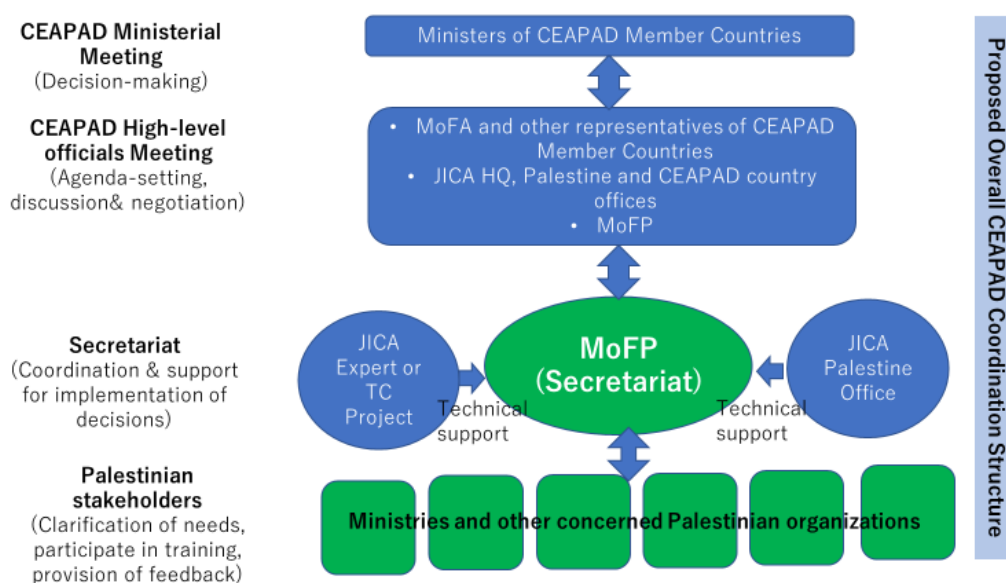 CEAPAD Ministerial
Meeting
(Decision-making)
Ministers of CEAPAD Member Countries
CEAPAD High-level
officials Meeting
(Agenda-setting,
discussion& negotiation)
• MoFA and other representatives of CEAPAD
Member Countries
• JICA HQ, Palestine and CEAPAD country
offices
• MoFP
Secretariat
(Coordination & support
for implementation of
decisions)
JICA
Expert or
TC
Project
Technical
support
MoFP
(Secretariat)
JICA
Palestine
Office
Technical
support
Palestinian
stakeholders
(Clarification of needs,
participate in training,
provision of feedback)
Ministries and other concerned Palestinian organizations
Proposed Overall CEAPAD Coordination Structure